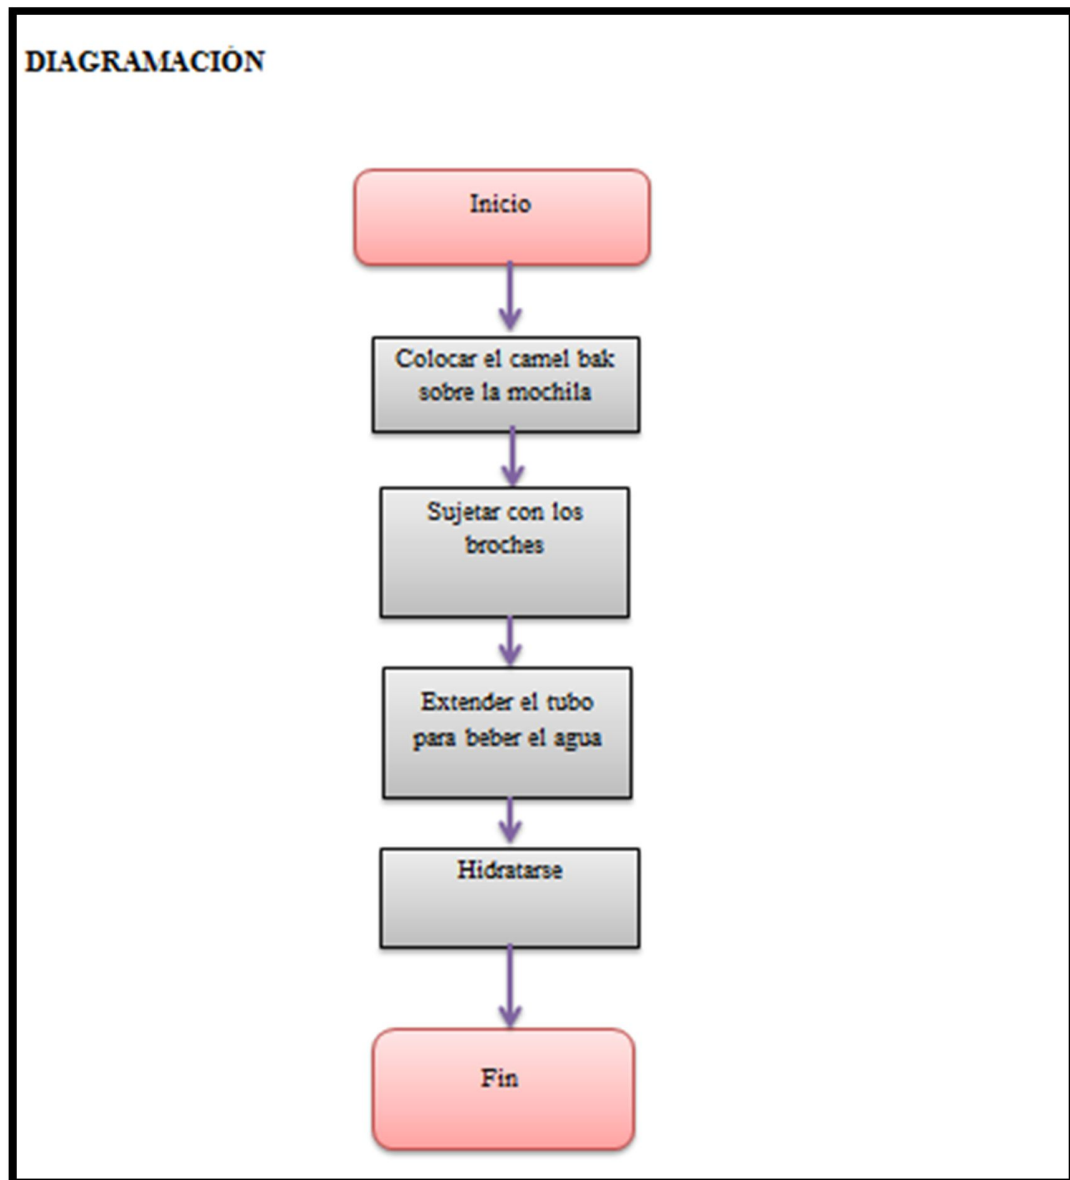 DIAGRAMACIÓN
Inicio
Colocar el camel bak
sobre la mochila
Sujetar con los
broches
Extender el tubo
para beber el agua
Hidratarse
Fin